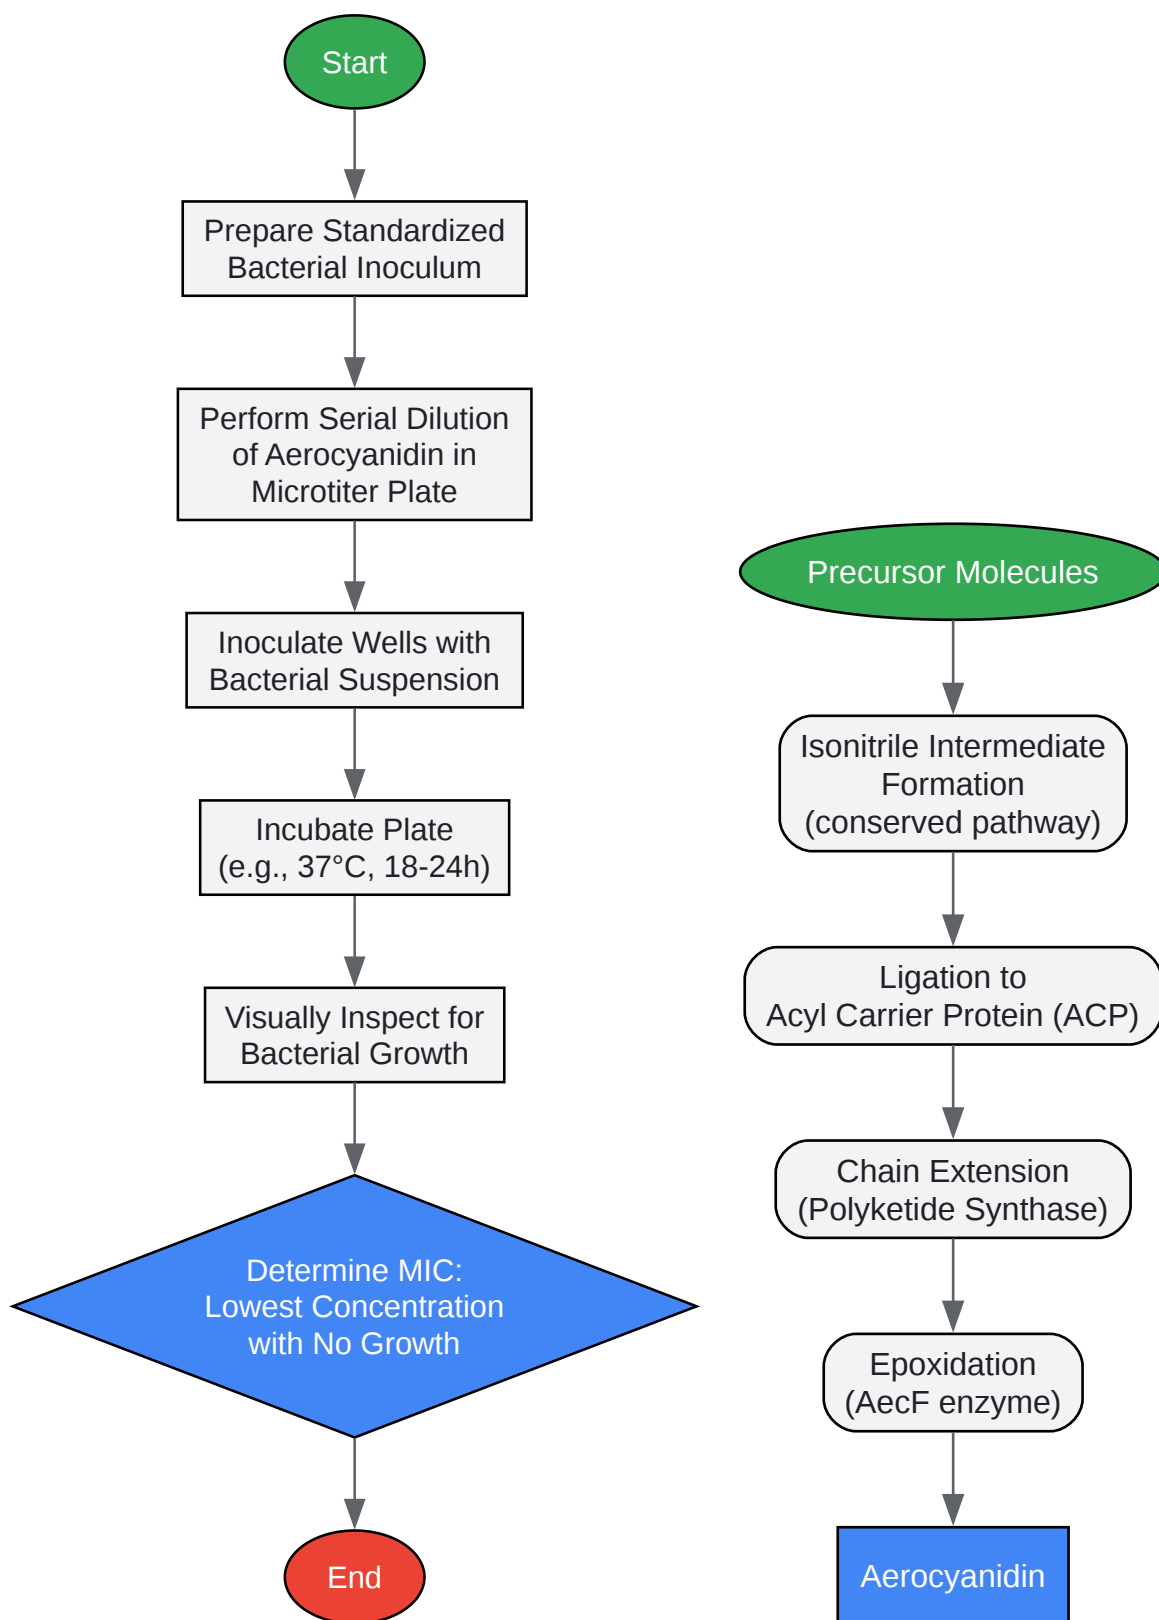 Start
Prepare Standardized
Bacterial Inoculum
Perform Serial Dilution
of Aerocyanidin in
Microtiter Plate
Inoculate Wells with
Bacterial Suspension
Incubate Plate
(e.g., 37°C, 18-24h)
Visually Inspect for
Bacterial Growth
Determine MIC:
Lowest Concentration
with No Growth
End
Precursor Molecules
Isonitrile Intermediate
Formation
(conserved pathway)
Ligation to
Acyl Carrier Protein (ACP)
Chain Extension
(Polyketide Synthase)
Epoxidation
(AecF enzyme)
Aerocyanidin